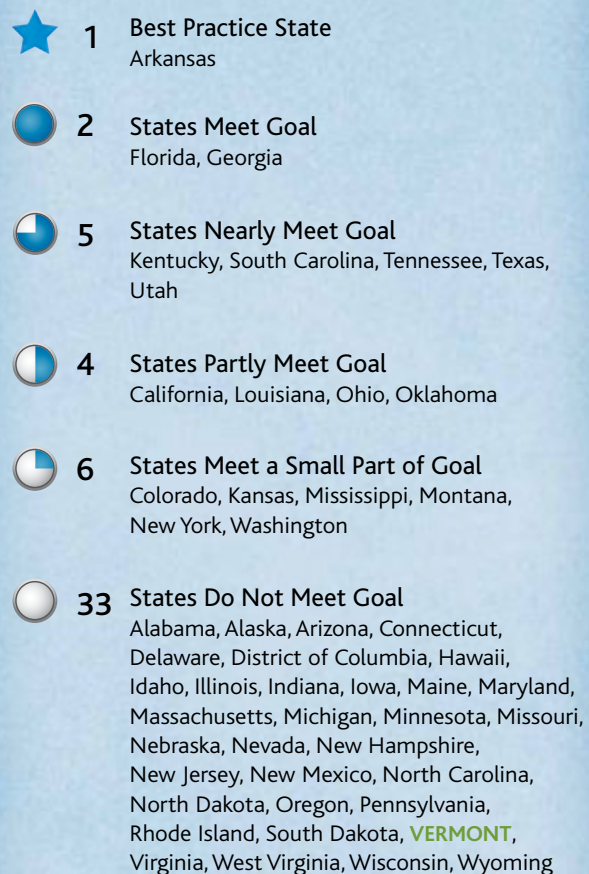 1 Best Practice State
Arkansas
2 States Meet Goal
Florida, Georgia
5 States Nearly Meet Goal
Kentucky, South Carolina, Tennessee, Texas,
Utah
4 States Partly Meet Goal
California, Louisiana, Ohio, Oklahoma
6 States Meet a Small Part of Goal
Colorado, Kansas, Mississippi, Montana,
New York, Washington
33 States Do Not Meet Goal
Alabama, Alaska, Arizona, Connecticut,
Delaware, District of Columbia, Hawaii,
Idaho, Illinois, Indiana, Iowa, Maine, Maryland,
Massachusetts, Michigan, Minnesota, Missouri,
Nebraska, Nevada, New Hampshire,
New Jersey, New Mexico, North Carolina,
North Dakota, Oregon, Pennsylvania,
Rhode Island, South Dakota, VERMONT,
Virginia, West Virginia, Wisconsin, Wyoming